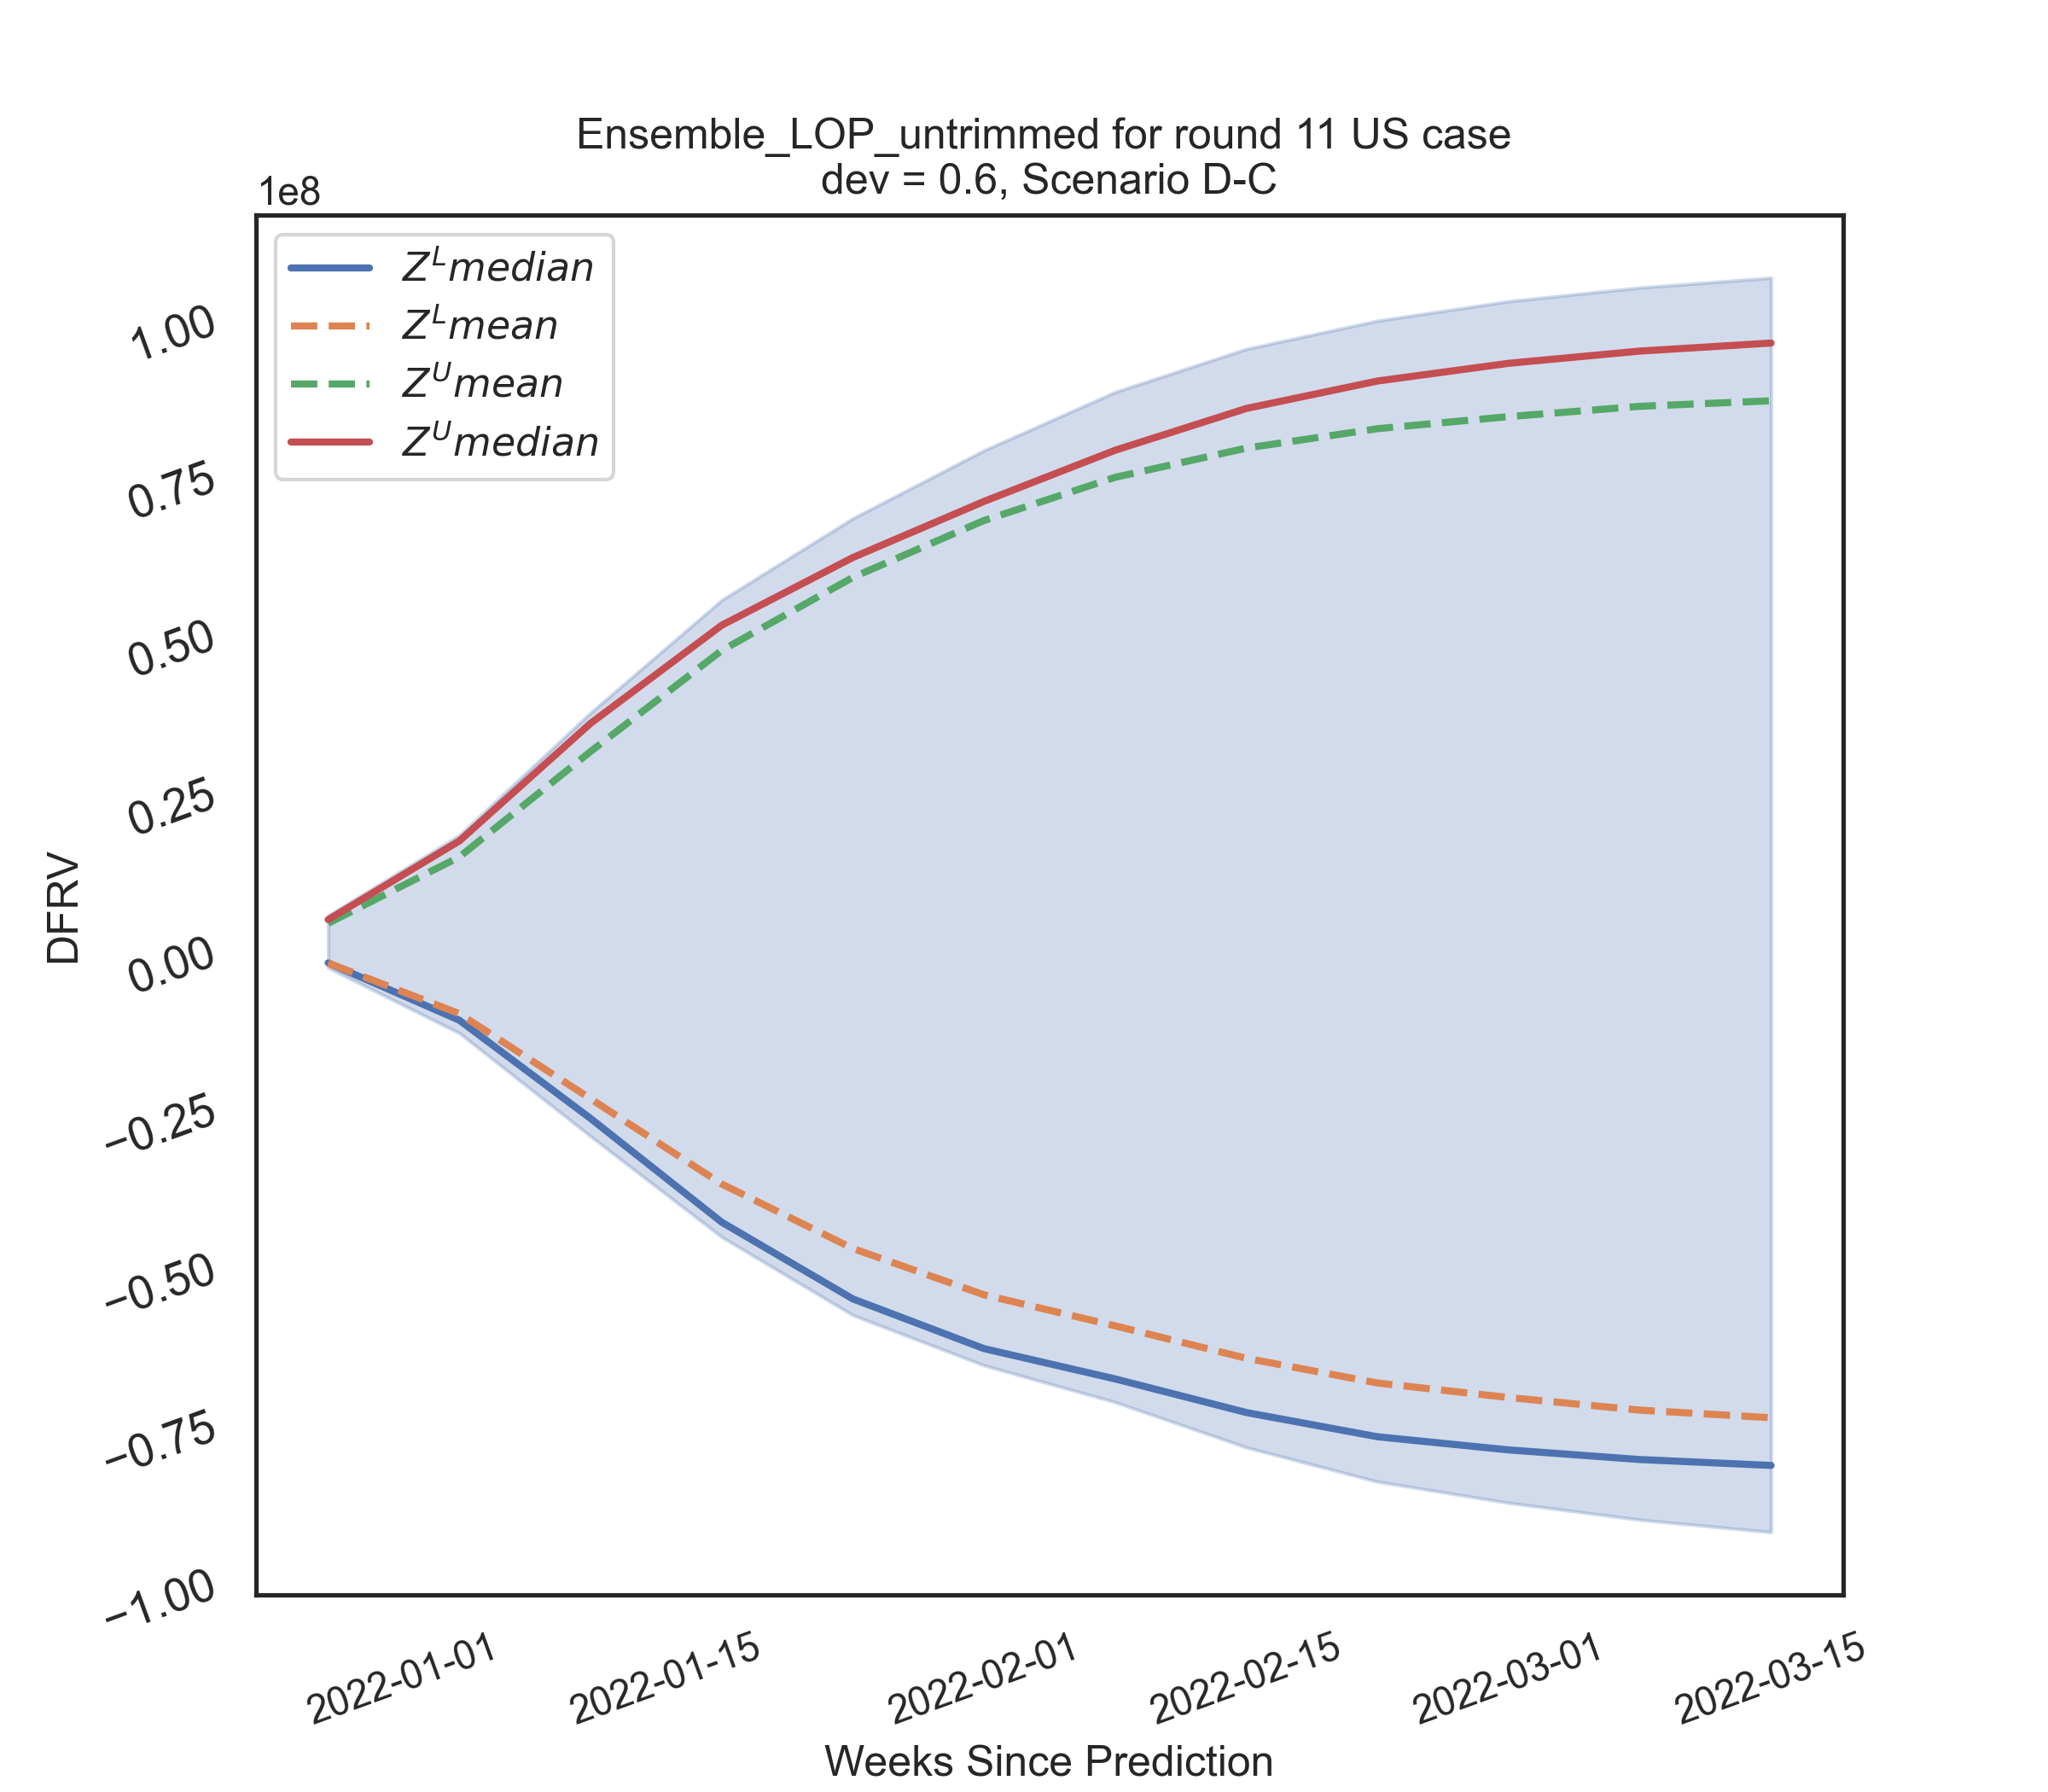 Ensemble_LOP_untrimmed for round 11 US case
dev = 0.6, Scenario D-C
1e8
Z^L median
Z^L mean
Z^U mean
Z^U median
1.00
0.75
0.50
0.25
0.00
−0.25
−0.50
−0.75
−1.00
DFRV
2022-01-01
2022-01-15
2022-02-01
2022-02-15
2022-03-01
2022-03-15
Weeks Since Prediction